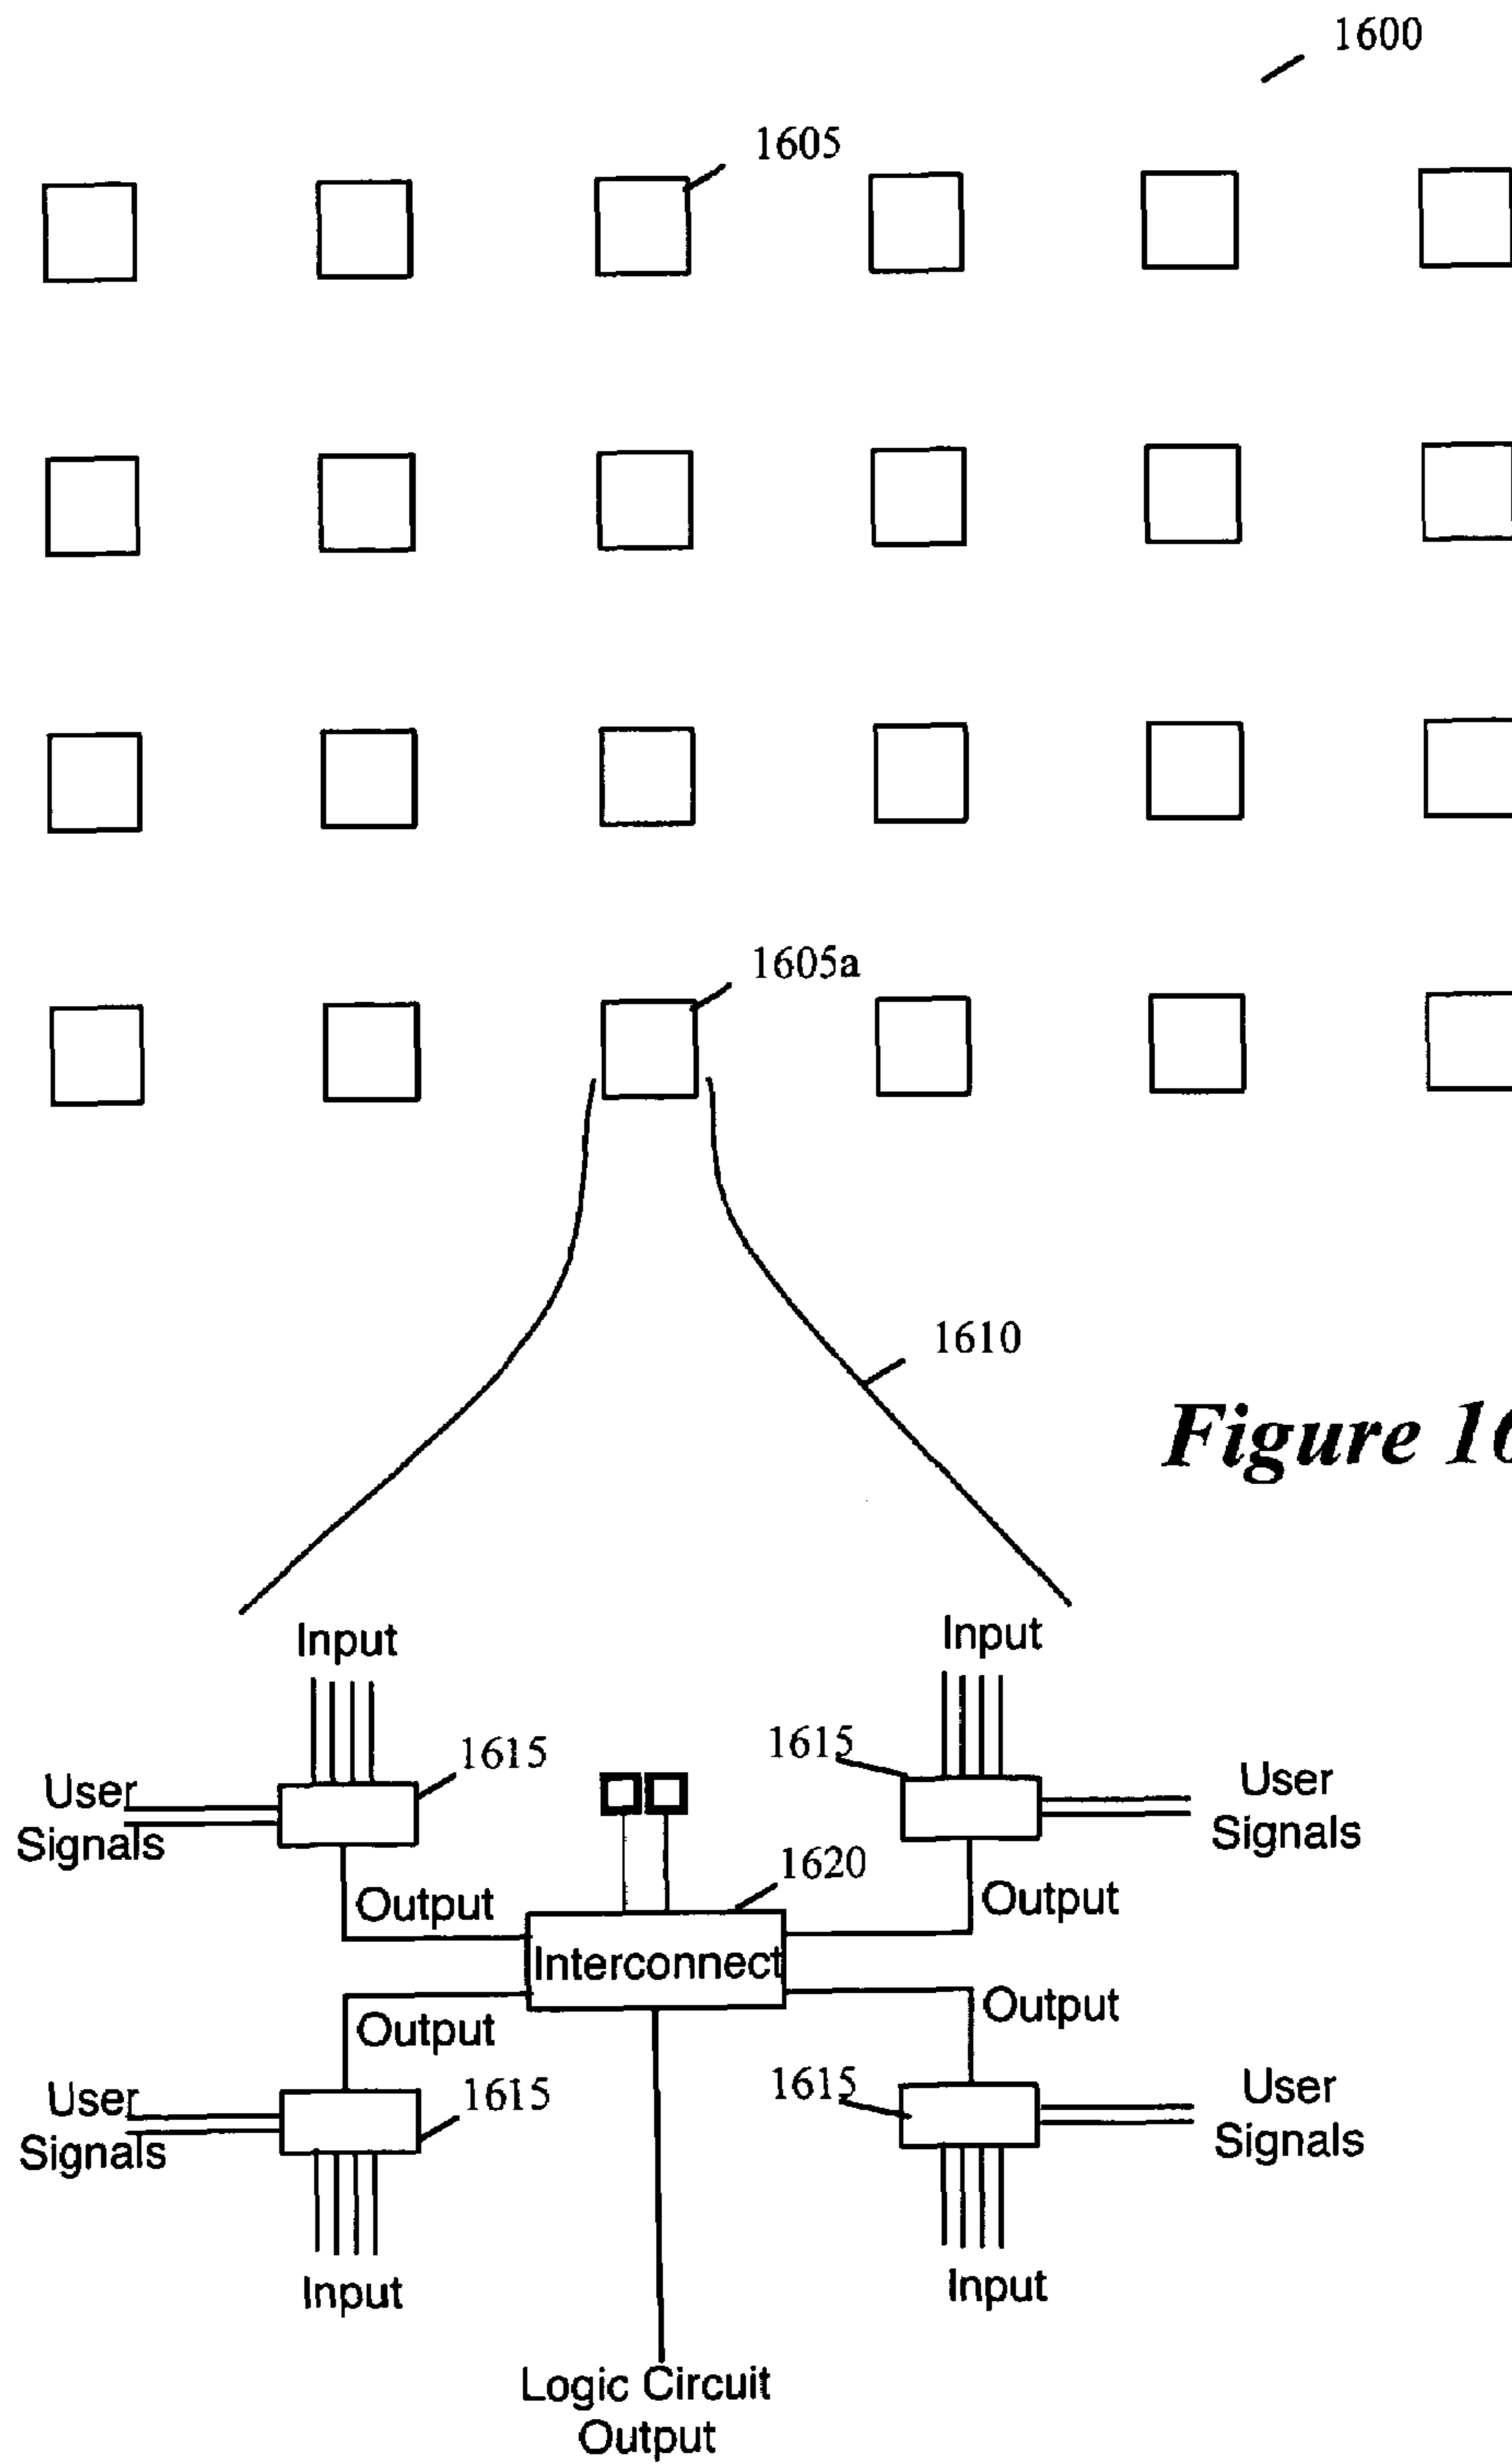 1600
1605
1605a
1610
Figure 16
Input
Input
1615
1615
User
Signals
User
Signals
1620
Output
Output
Interconnect
Output
Output
User
Signals
1615
1615
User
Signals
Input
Input
Logic Circuit
Output